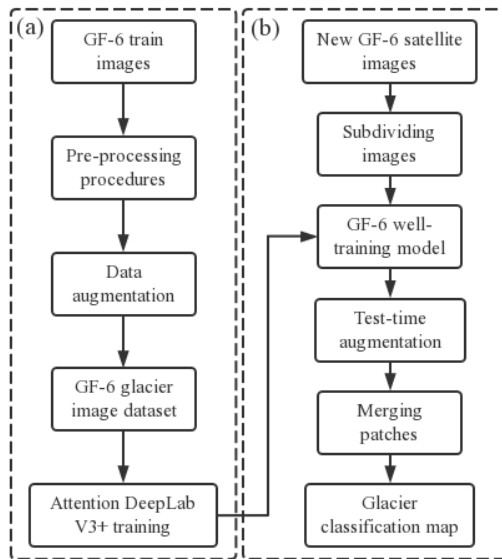 (a)
GF-6 train
images
Pre-processing
procedures
Data
augmentation
GF-6 glacier
image dataset
Attention DeepLab
V3+ training
(b)
New GF-6 satellite
images
Subdividing
images
GF-6 well-
training model
Test-time
augmentation
Merging
patches
Glacier
classification map